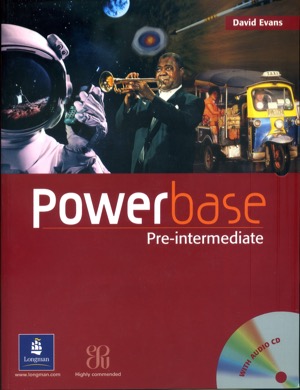 David Evans
Powerbase
Pre-intermediate
WITH AUDIO CD
Longman
www.longman.com
Highly commended